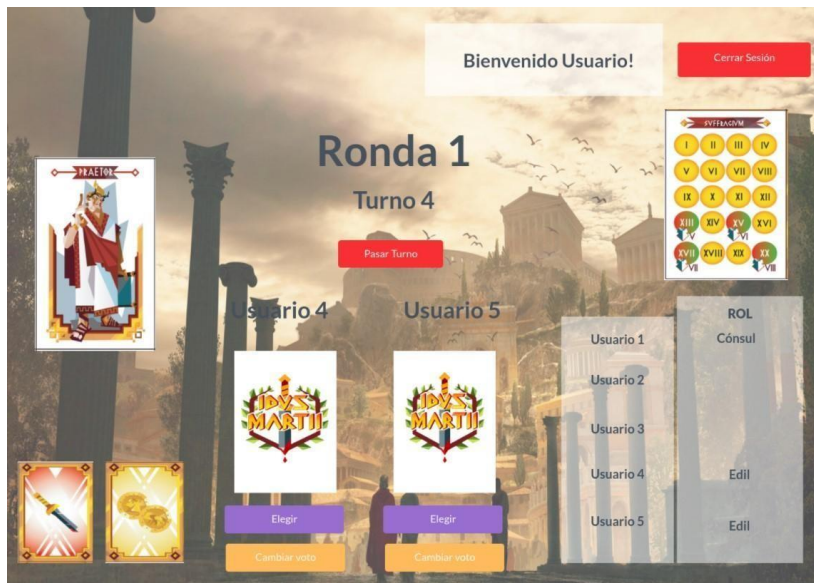 Bienvenido Usuario!
Cerrar Sesión
PRAETOR
Ronda 1
Turno 4
Pasar Turno
SVFFRAGIVM
I II III IV
V VI VII VIII
IX X XI XII
XIII XIV XV XVI
V VI
XVII XVIII XIX XX
VII VIII
Usuario 4
Usuario 5
IDVS
MARTII
IDVS
MARTII
Elegir
Elegir
Cambiar voto
Cambiar voto
ROL
Usuario 1 Cónsul
Usuario 2
Usuario 3
Usuario 4 Edil
Usuario 5 Edil